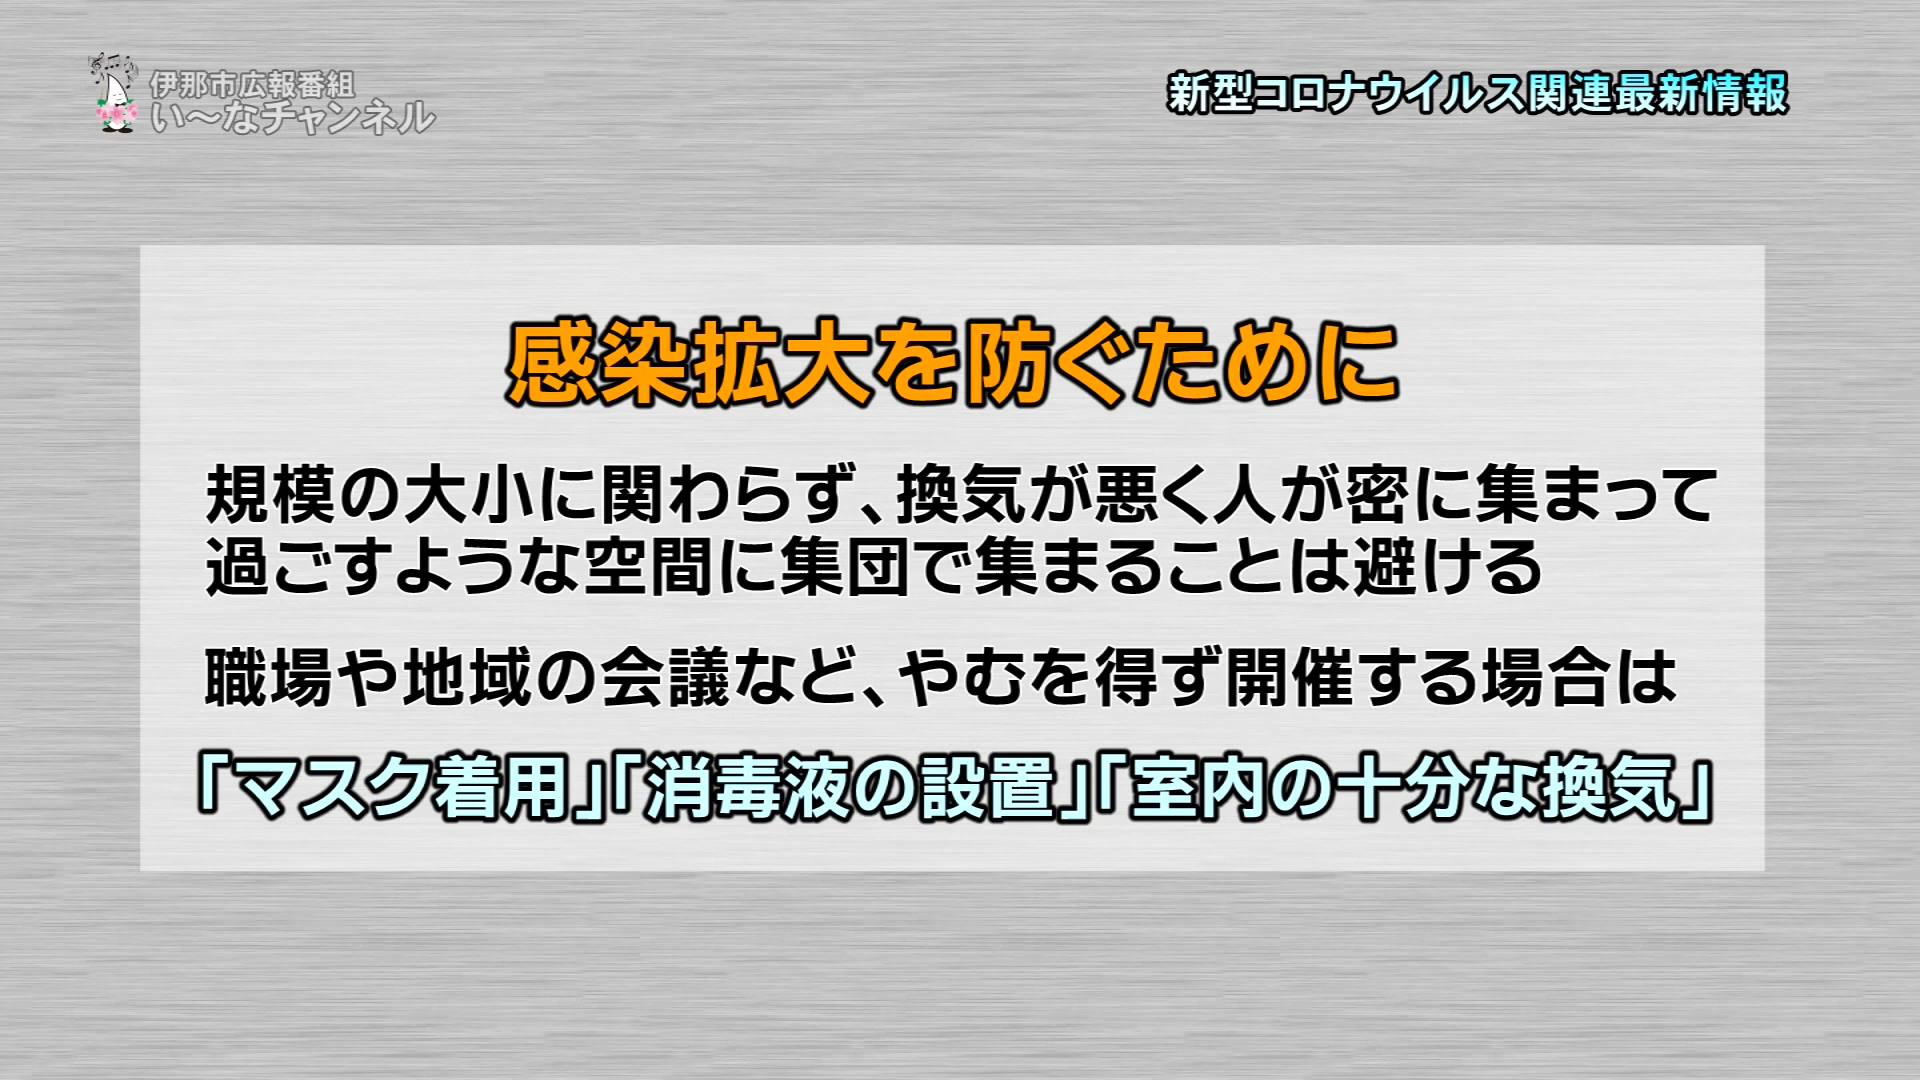 伊那市広報番組
い～なチャンネル
新型コロナウイルス関連最新情報
感染拡大を防ぐために
規模の大小に関わらず、換気が悪く人が密に集まって
過ごすような空間に集団で集まることは避ける
職場や地域の会議など、やむを得ず開催する場合は
「マスク着用」「消毒液の設置」「室内の十分な換気」